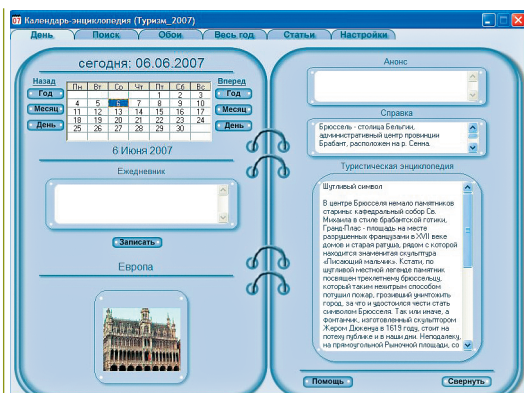 07 Календарь-энциклопедия (Туризм_2007)
День Поиск Обои Весь год Статьи Настройки
сегодня: 06.06.2007
Назад
Вперед
Год
Месяц
День
Пн Вт Ср Чт Пт Сб Вс
1 2 3
4 5 6 7 8 9 10
11 12 13 14 15 16 17
18 19 20 21 22 23 24
25 26 27 28 29 30
Год
Месяц
День
6 Июня 2007
Ежедневник
Записать
Европа
Анонс
Справка
Брюссель - столица Бельгии,
административный центр провинции
Брабант, расположен на р. Сенна.
Туристическая энциклопедия
Шутливый символ
В центре Брюсселя немало памятников
старины: кафедральный собор Св.
Михаила в стиле брабантской готики,
Гранд-Плас - площадь на месте
разрушенных французами в XVII веке
домов и старая ратуша, рядом с которой
находится знаменитая скульптура
«Писающий мальчик». Кстати, по
шутливой местной легенде памятник
посвящен трехлетнему брюссельцу,
который таким нехитрым способом
потушил пожар, грозивший уничтожить
город, за что и удостоился чести стать
символом Брюсселя. Так или иначе, а
фонтанчик, изготовленный скульптором
Жеромом Дюкенуа в 1619 году, стоит на
потеху публике и в наши дни. Неподалеку,
на прямоугольной Рыночной площади, со
Помощь
Свернуть